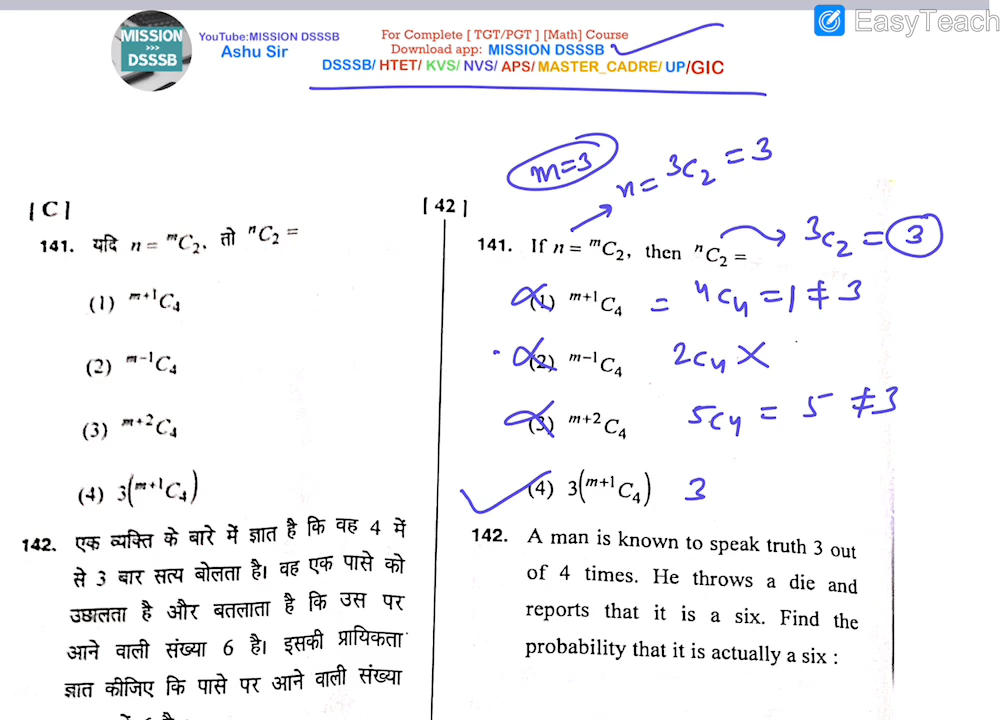 EasyTeach
MISSION
>>>
DSSSB
YouTube:MISSION DSSSB
Ashu Sir
For Complete [ TGT/PGT ] [Math] Course
Download app: MISSION DSSSB
DSSSB/ HTET/ KVS/ NVS/ APS/ MASTER_CADRE/ UP/GIC
m=3
n= ³C₂ = 3
[ C ]
[ 42 ]
141. यदि n = ᵐC₂, तो ⁿC₂ =
(1) ᵐ⁺¹C₄
(2) ᵐ⁻¹C₄
(3) ᵐ⁺²C₄
(4) 3(ᵐ⁺¹C₄)
142. एक व्यक्ति के बारे में ज्ञात है कि वह 4 में
से 3 बार सत्य बोलता है। वह एक पासे को
उछालता है और बतलाता है कि उस पर
आने वाली संख्या 6 है। इसकी प्रायिकता
ज्ञात कीजिए कि पासे पर आने वाली संख्या
141. If n = ᵐC₂, then ⁿC₂ =
3C₂ = 3
(1) ᵐ⁺¹C₄ = 4C4 = 1 ≠ 3
(2) ᵐ⁻¹C₄ 2C4 X
(3) ᵐ⁺²C₄ 5C4 = 5 ≠ 3
(4) 3(ᵐ⁺¹C₄) 3
142. A man is known to speak truth 3 out
of 4 times. He throws a die and
reports that it is a six. Find the
probability that it is actually a six :